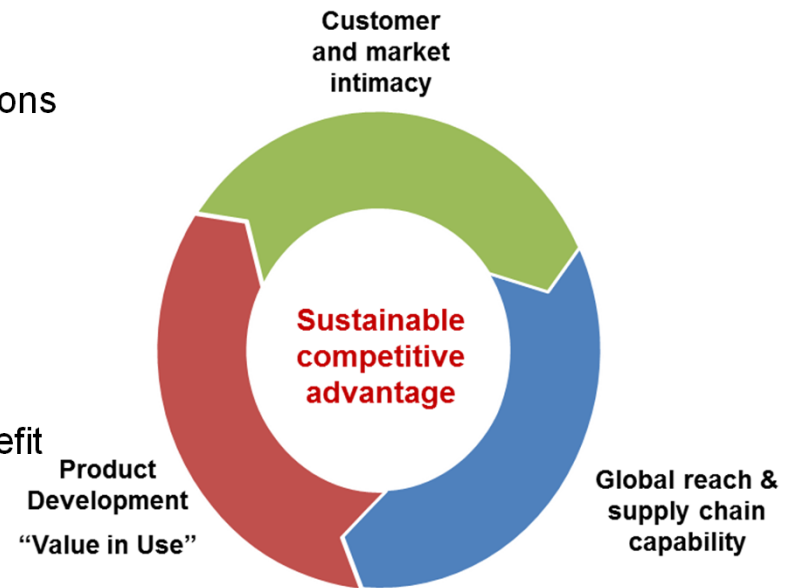 Customer
and market
intimacy
ons
Sustainable
competitive
advantage
efit
Product
Development
“Value in Use”
Global reach &
supply chain
capability